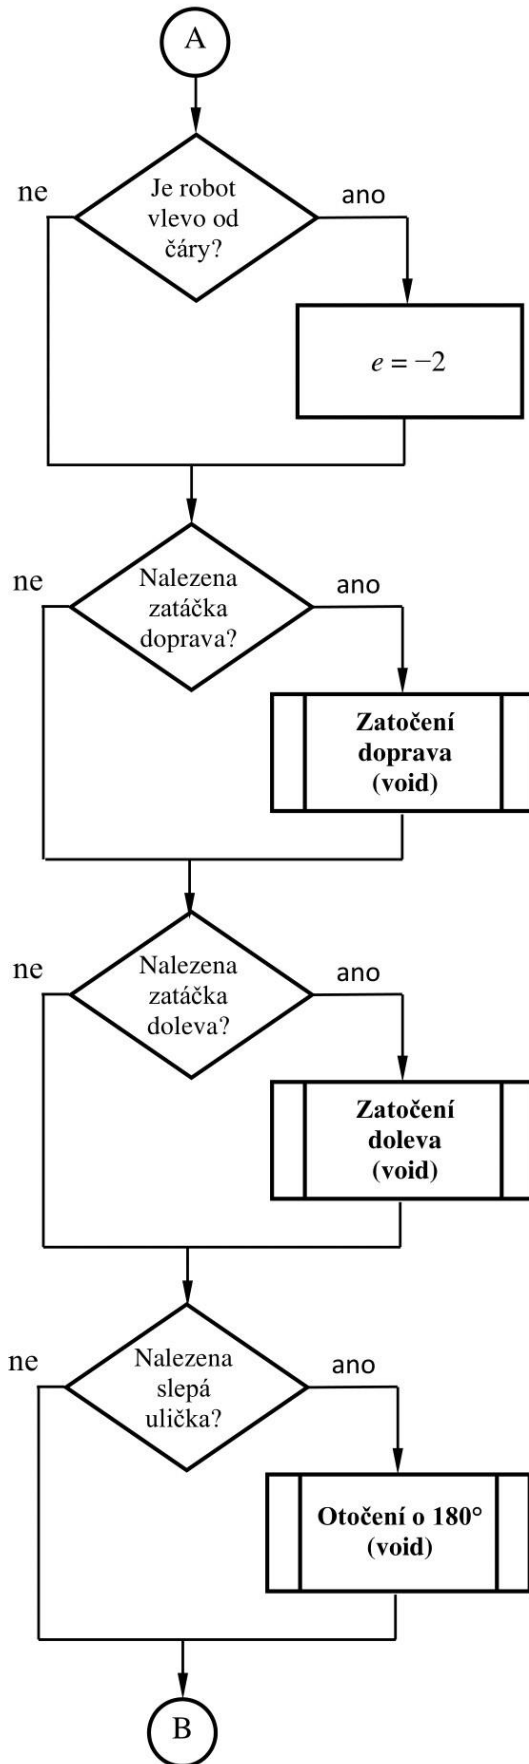 A
Je robot
vlevo od
čáry?
ne
ano
e = −2
Nalezena
zatáčka
doprava?
ne
ano
Zatočení
doprava
(void)
Nalezena
zatáčka
doleva?
ne
ano
Zatočení
doleva
(void)
Nalezena
slepá
ulička?
ne
ano
Otočení o 180°
(void)
B